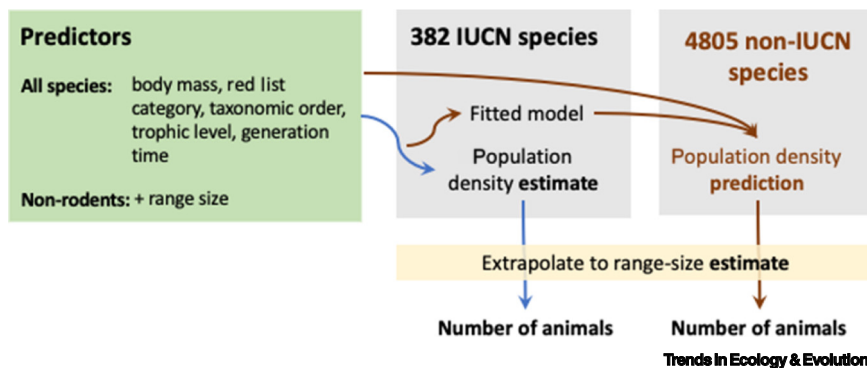 Predictors
All species:
body mass, red list
category, taxonomic order,
trophic level, generation
time
Non-rodents: + range size
382 IUCN species
Fitted model
Population
density estimate
4805 non-IUCN
species
Population density
prediction
Extrapolate to range-size estimate
Number of animals
Number of animals
Trends in Ecology & Evolution